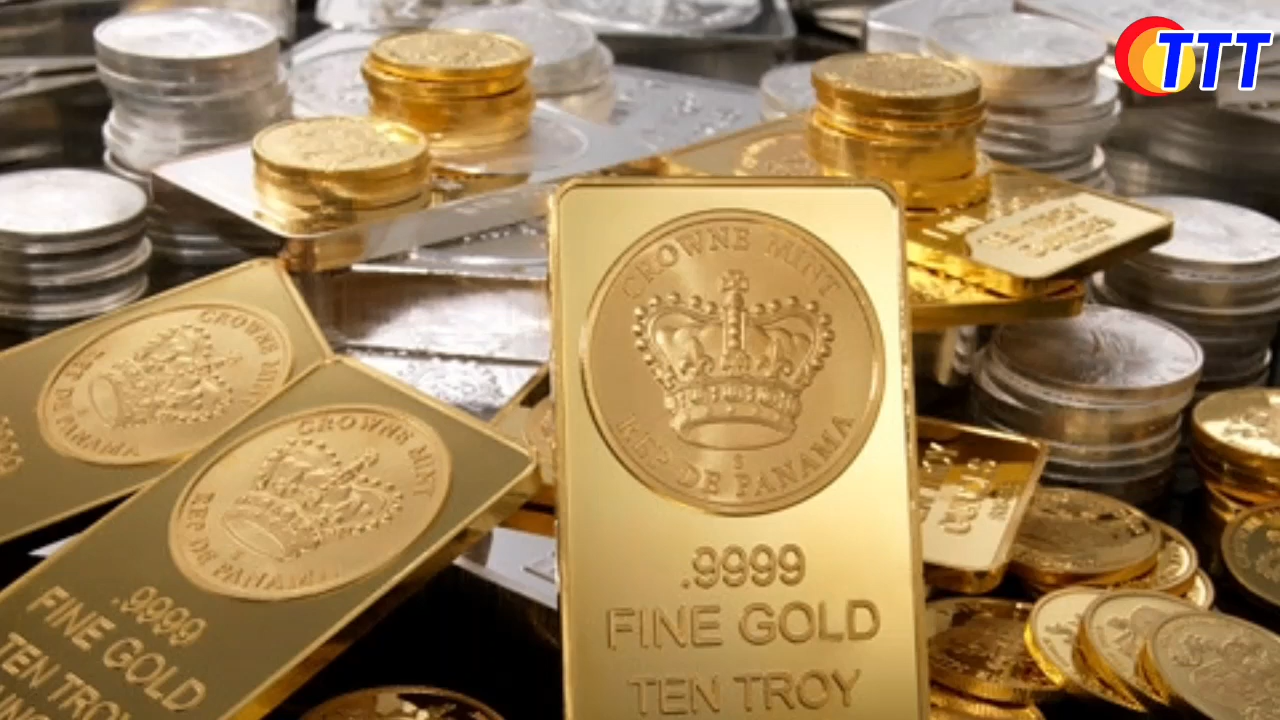 TTT
CROWNE MINT
REP DE PANAMA
.9999
FINE GOLD
TEN TROY
CROWNE MINT
REP DE PANAMA
.9999
FINE GOLD
TEN TROY
CROWNE MINT
REP DE PANAMA